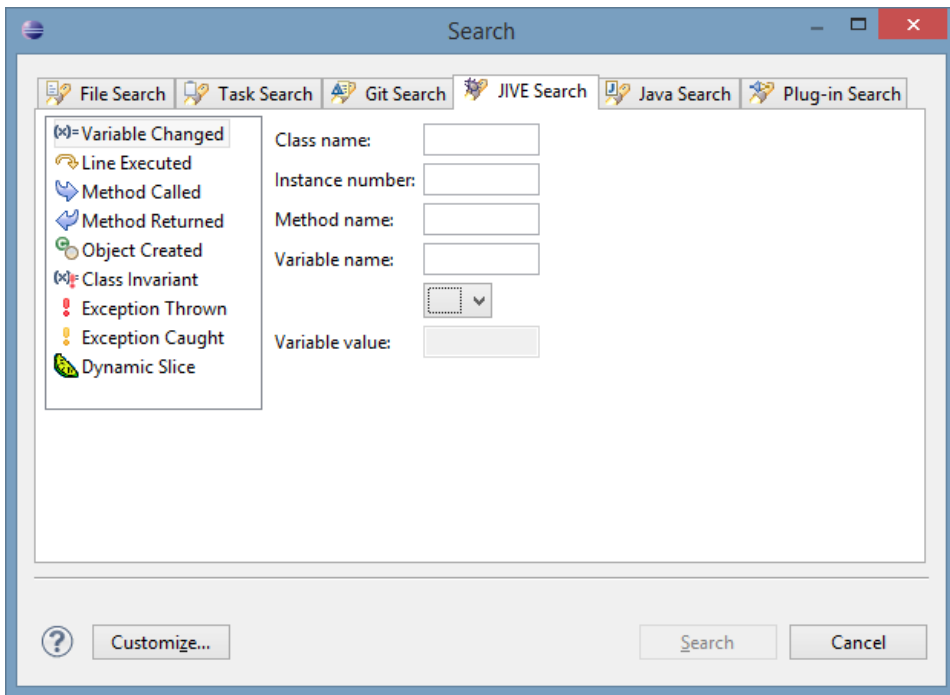 Search
File Search
Task Search
Git Search
JIVE Search
Java Search
Plug-in Search
Variable Changed
Line Executed
Method Called
Method Returned
Object Created
Class Invariant
Exception Thrown
Exception Caught
Dynamic Slice
Class name:
Instance number:
Method name:
Variable name:
Variable value:
Customize...
Search
Cancel